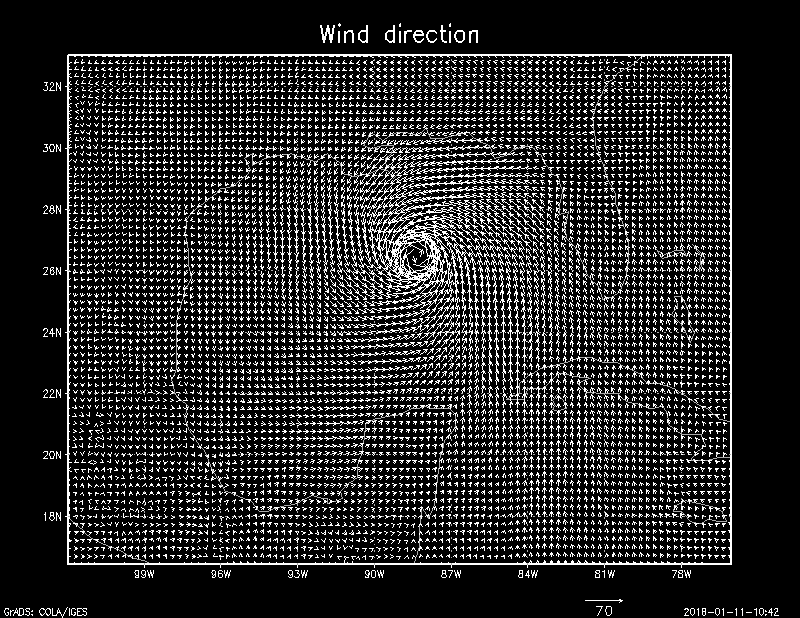 Wind direction
32N
30N
28N
26N
24N
22N
20N
18N
99W 96W 93W 90W 87W 84W 81W 78W
70
GrADS: COLA/IGES 2018-01-11-10:42